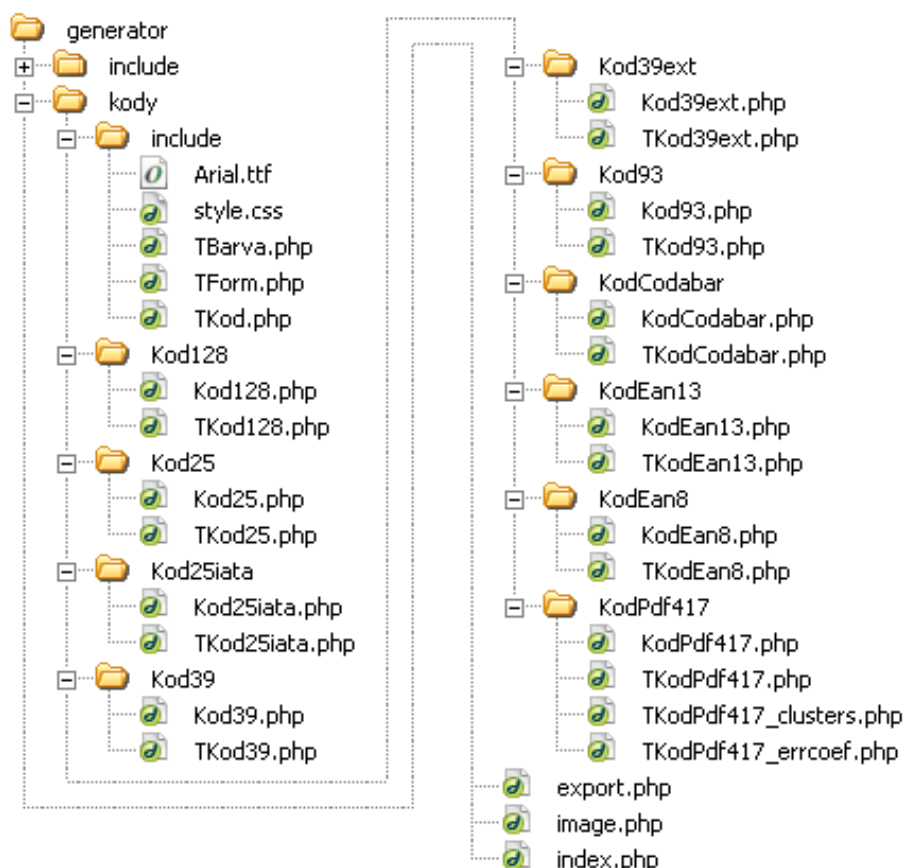 generator
include
kody
include
Arial.ttf
style.css
TBarva.php
TForm.php
TKod.php
Kod128
Kod128.php
TKod128.php
Kod25
Kod25.php
TKod25.php
Kod25iata
Kod25iata.php
TKod25iata.php
Kod39
Kod39.php
TKod39.php
Kod39ext
Kod39ext.php
TKod39ext.php
Kod93
Kod93.php
TKod93.php
KodCodabar
KodCodabar.php
TKodCodabar.php
KodEan13
KodEan13.php
TKodEan13.php
KodEan8
KodEan8.php
TKodEan8.php
KodPdf417
KodPdf417.php
TKodPdf417.php
TKodPdf417_clusters.php
TKodPdf417_errcoef.php
export.php
image.php
index.php